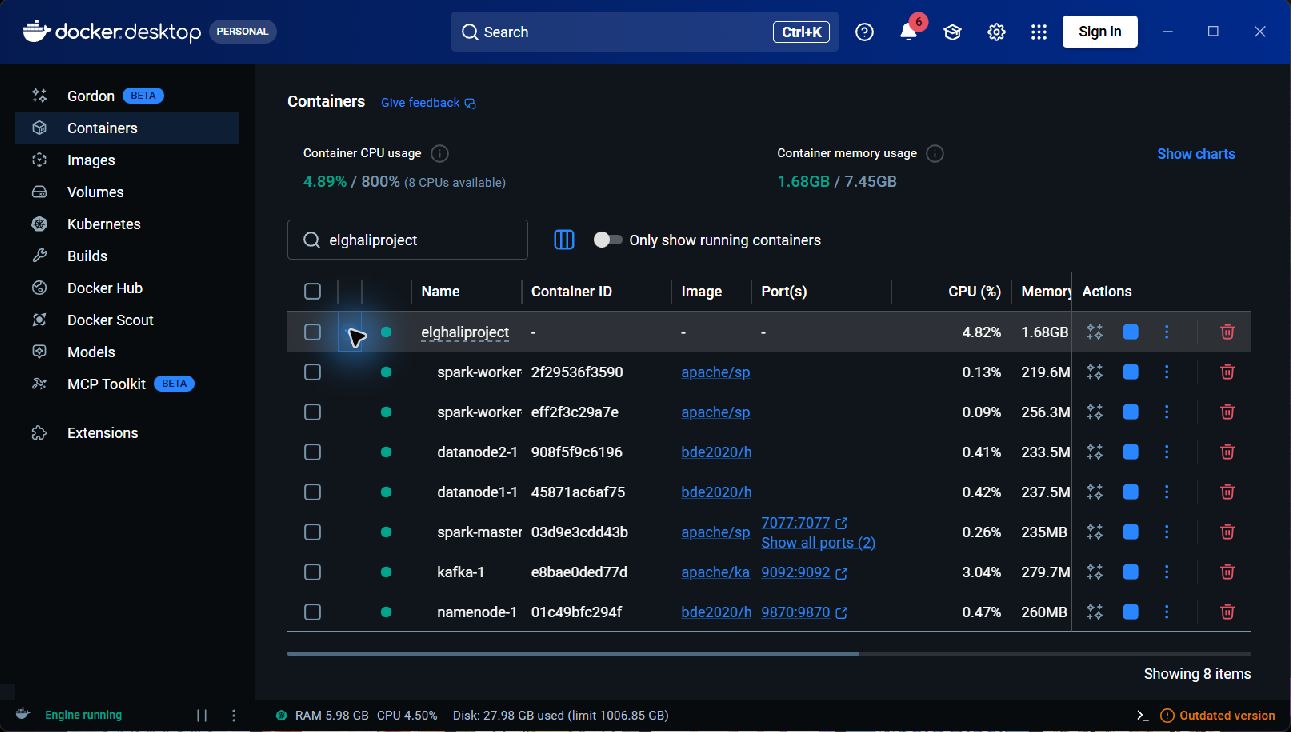 docker.desktop PERSONAL Search Ctrl+K 6 Sign in
Gordon BETA
Containers
Images
Volumes
Kubernetes
Builds
Docker Hub
Docker Scout
Models
MCP Toolkit BETA
Extensions
Containers Give feedback
Container CPU usage
4.89% / 800% (8 CPUs available)
Container memory usage
1.68GB / 7.45GB
Show charts
elghaliproject
Only show running containers
Name Container ID Image Port(s) CPU (%) Memory Actions
elghaliproject - - - 4.82% 1.68GB
spark-worker 2f29536f3590 apache/sp 0.13% 219.6M
spark-worker eff2f3c29a7e apache/sp 0.09% 256.3M
datanode2-1 908f5f9c6196 bde2020/h 0.41% 233.5M
datanode1-1 45871ac6af75 bde2020/h 0.42% 237.5M
spark-master 03d9e3cdd43b apache/sp 7077:7077 0.26% 235MB
Show all ports (2)
kafka-1 e8bae0ded77d apache/ka 9092:9092 3.04% 279.7M
namenode-1 01c49bfc294f bde2020/h 9870:9870 0.47% 260MB
Showing 8 items
Engine running RAM 5.98 GB CPU 4.50% Disk: 27.98 GB used (limit 1006.85 GB) Outdated version